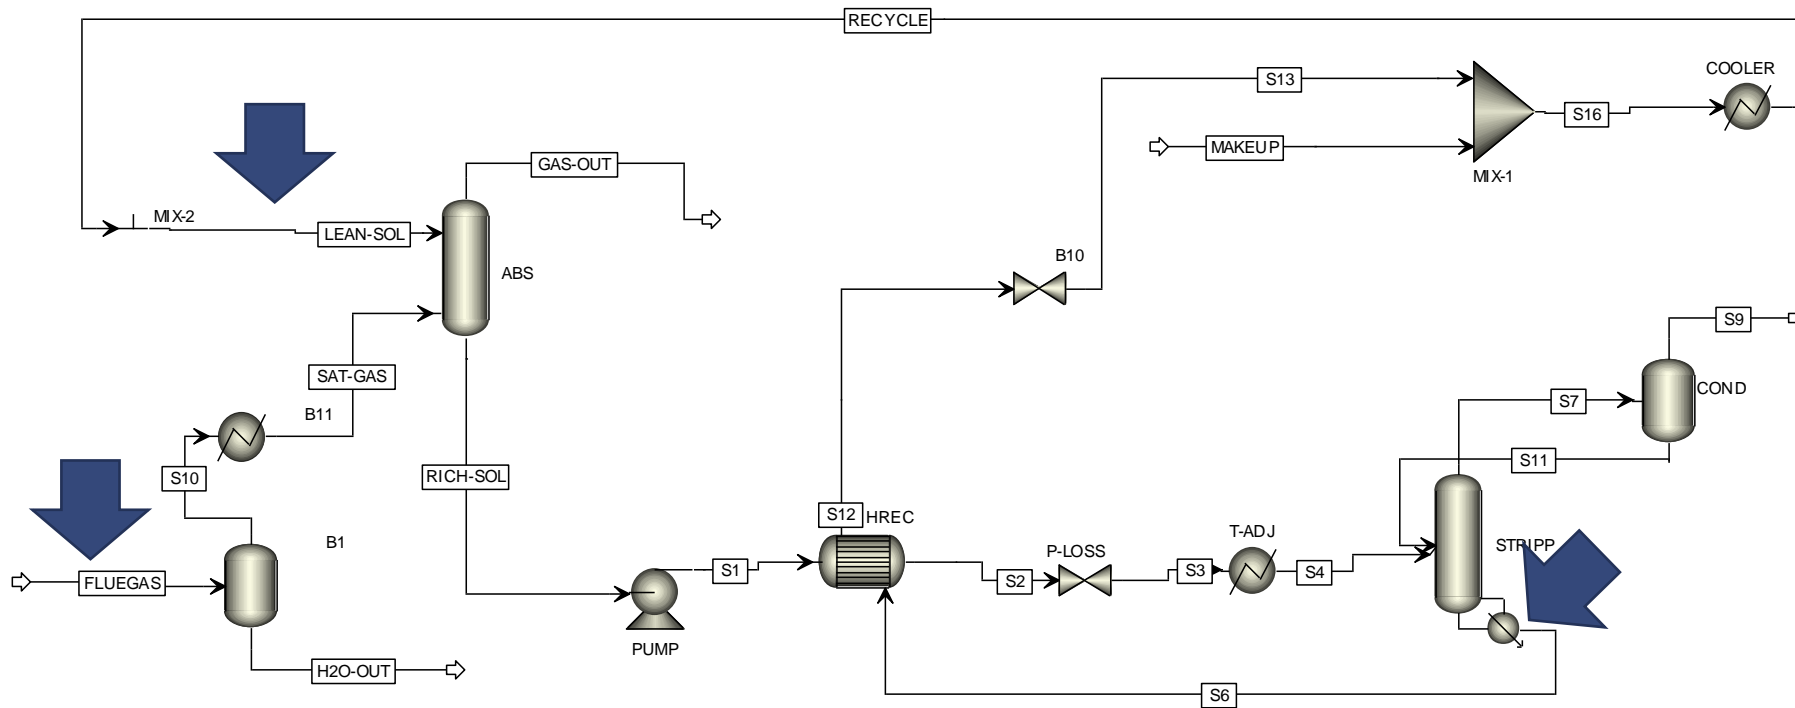 RECYCLE
COOLER
S13
S16
MAKEUP
MIX-1
GAS-OUT
MIX-2
LEAN-SOL
ABS
B10
S9
SAT-GAS
COND
S7
B11
S10
RICH-SOL
S11
S12
HREC
B1
T-ADJ
STRIPP
P-LOSS
FLUEGAS
S1
S2
S3
S4
PUMP
H2O-OUT
S6